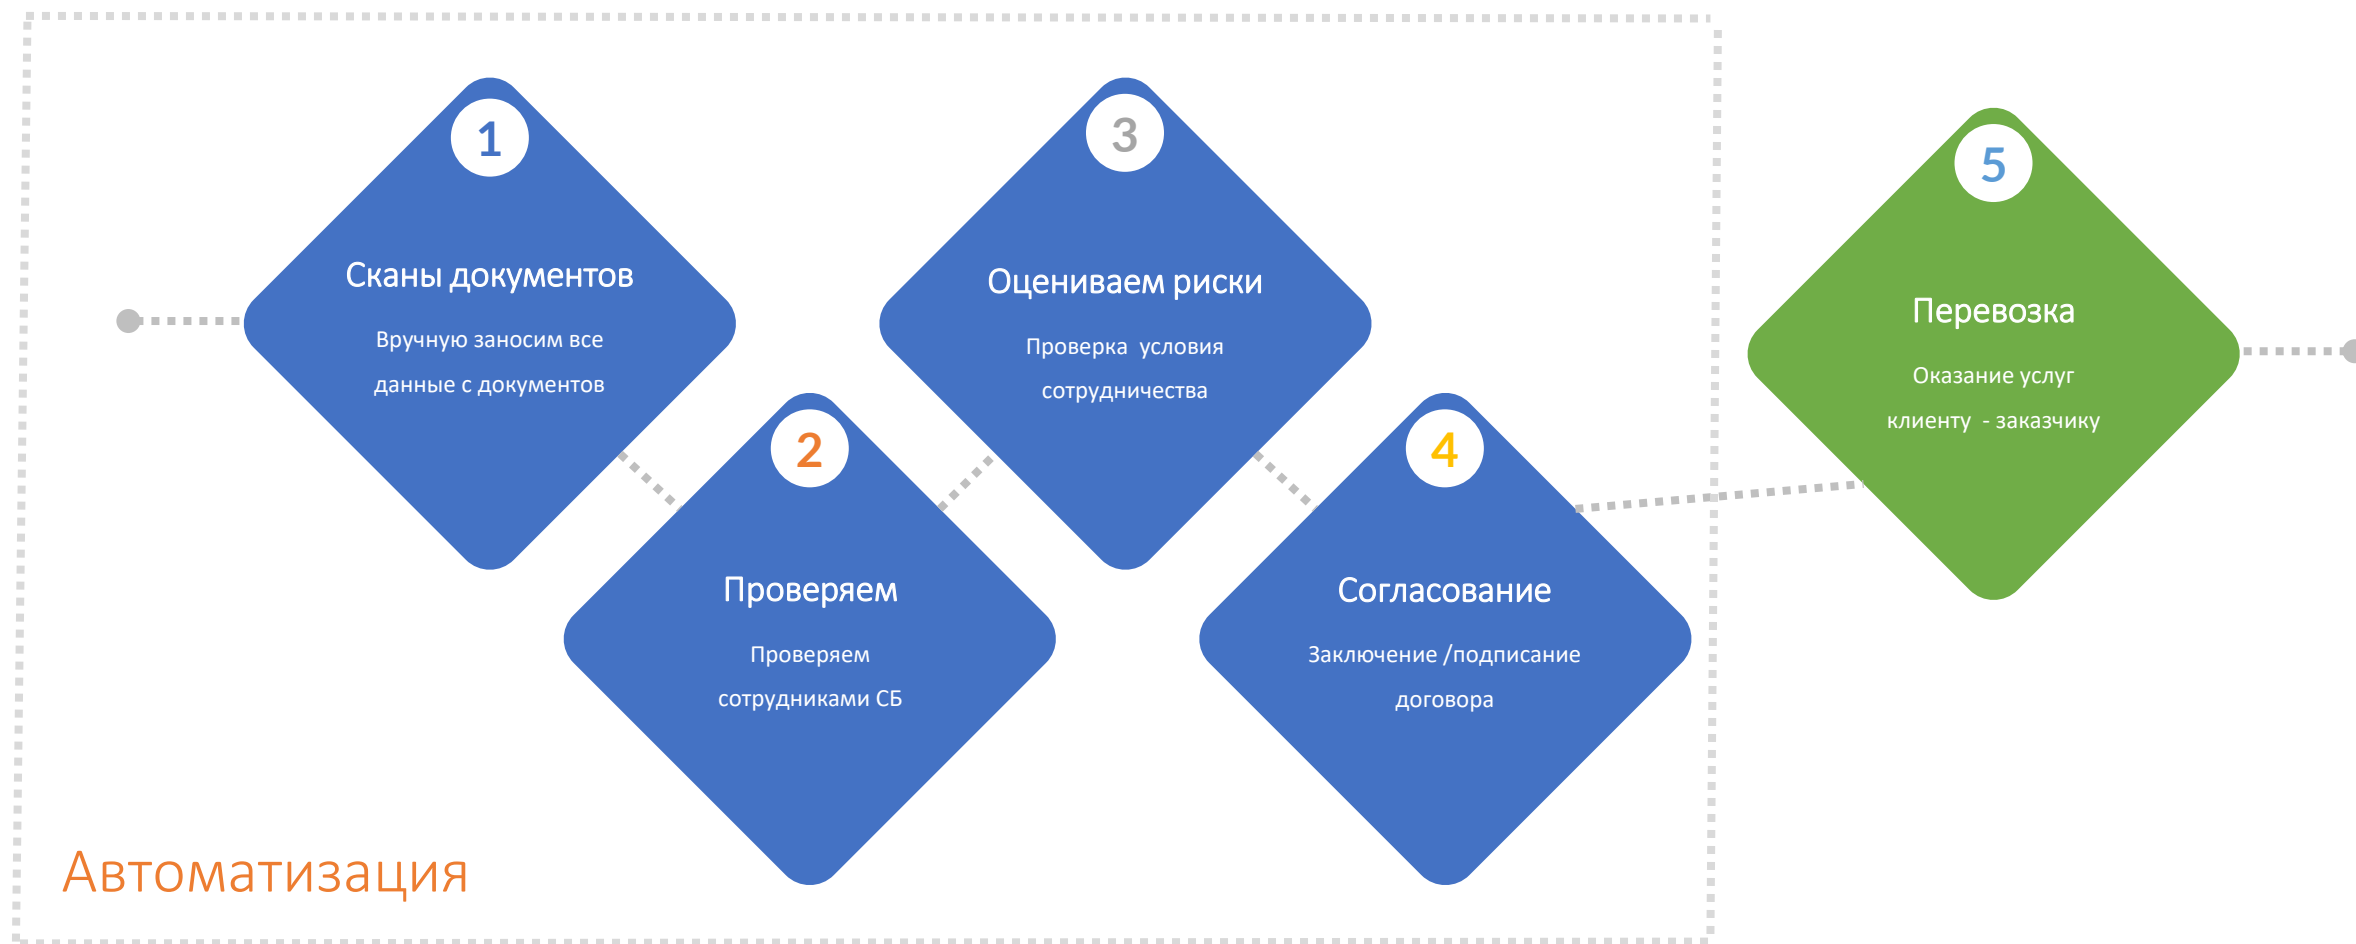 1
Сканы документов
Вручную заносим все
данные с документов
2
Проверяем
Проверяем
сотрудниками СБ
3
Оцениваем риски
Проверка  условия
сотрудничества
4
Согласование
Заключение /подписание
договора
5
Перевозка
Оказание услуг
клиенту  - заказчику
Автоматизация